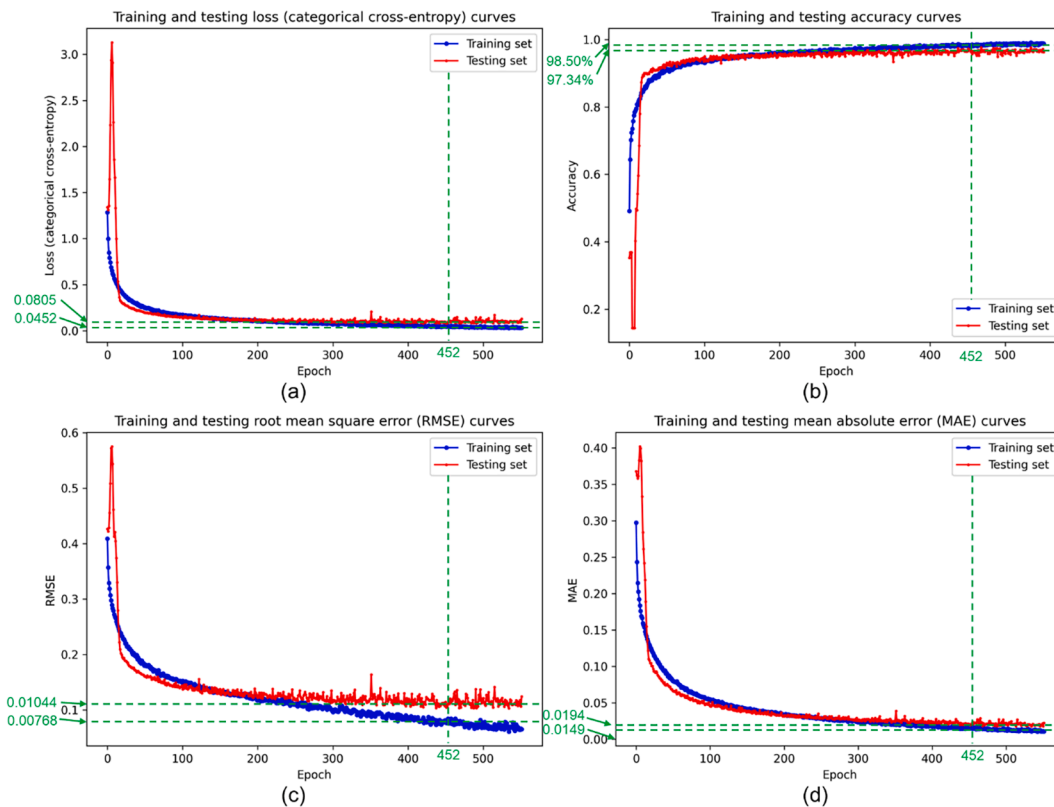 Training and testing loss (categorical cross-entropy) curves
3.0
2.5
2.0
1.5
1.0
0.5
0.0
Loss (categorical cross-entropy)
Training set
Testing set
0.0805
0.0452
0
100
200
300
400
452
500
Epoch
(a)
Training and testing accuracy curves
1.0
98.50%
97.34%
0.8
0.6
0.4
0.2
Accuracy
Training set
Testing set
0
100
200
300
400
452
500
Epoch
(b)
Training and testing root mean square error (RMSE) curves
0.6
0.5
0.4
0.3
0.2
0.1
RMSE
Training set
Testing set
0.01044
0.00768
0
100
200
300
400
452
500
Epoch
(c)
Training and testing mean absolute error (MAE) curves
0.40
0.35
0.30
0.25
0.20
0.15
0.10
0.05
0.00
MAE
Training set
Testing set
0.0194
0.0149
0
100
200
300
400
452
500
Epoch
(d)